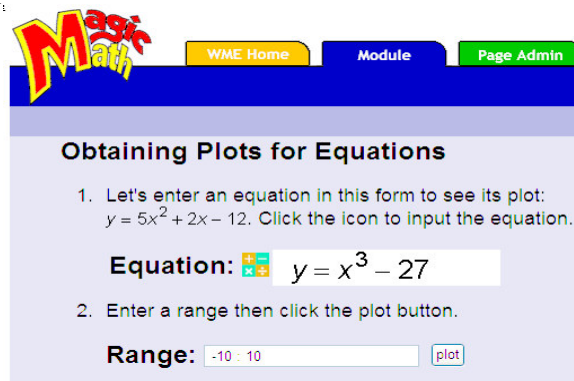 Magic
Math
WME Home
Module
Page Admin
Obtaining Plots for Equations
1. Let's enter an equation in this form to see its plot:
y = 5x² + 2x – 12. Click the icon to input the equation.
Equation: y = x³ – 27
2. Enter a range then click the plot button.
Range: -10 : 10 plot